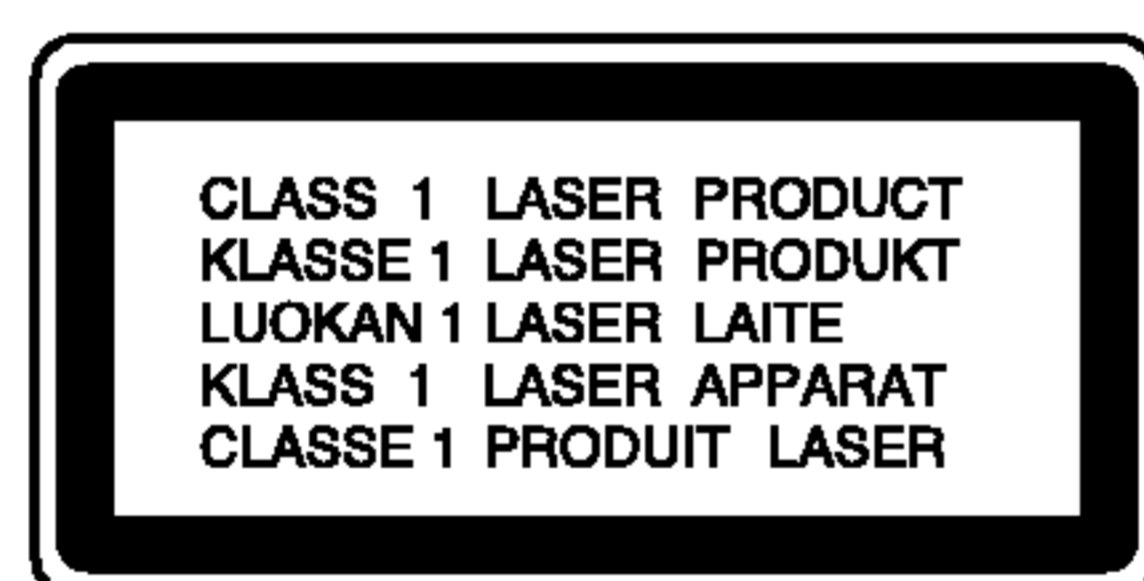 CLASS 1 LASER PRODUCT
KLASSE 1 LASER PRODUKT
LUOKAN 1 LASER LAITE
KLASS 1 LASER APPARAT
CLASSE 1 PRODUIT LASER